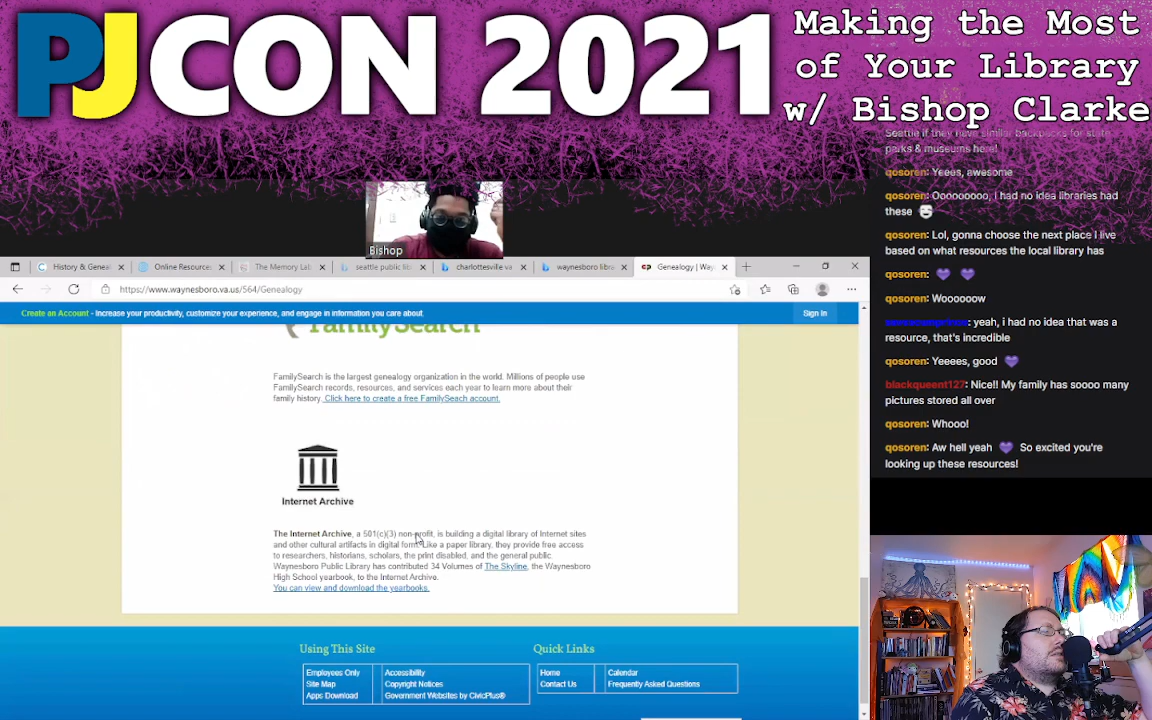 PJCON 2021
Making the Most
of Your Library
w/ Bishop Clarke
Bishop
History & Geneal
Online Resources
The Memory Lab
seattle public lib
charlottesville va
waynesboro libra
Genealogy | Way
https://www.waynesboro.va.us/564/Genealogy
Create an Account - Increase your productivity, customize your experience, and engage in information you care about.
Sign In
FamilySearch
FamilySearch is the largest genealogy organization in the world. Millions of people use
FamilySearch records, resources, and services each year to learn more about their
family history. Click here to create a free FamilySeach account.
Internet Archive
The Internet Archive, a 501(c)(3) non-profit, is building a digital library of Internet sites
and other cultural artifacts in digital form. Like a paper library, they provide free access
to researchers, historians, scholars, the print disabled, and the general public.
Waynesboro Public Library has contributed 34 Volumes of The Skyline, the Waynesboro
High School yearbook, to the Internet Archive.
You can view and download the yearbooks.
Using This Site
Employees Only
Site Map
Apps Download
Accessibility
Copyright Notices
Government Websites by CivicPlus®
Quick Links
Home
Contact Us
Calendar
Frequently Asked Questions
Seattle if they have similar backpacks for state
parks & museums here!
qosoren: Yeees, awesome
qosoren: Oooooooo, I had no idea libraries had
these
qosoren: Lol, gonna choose the next place I live
based on what resources the local library has
qosoren:
qosoren: Wooooow
: yeah, i had no idea that was a
resource, that's incredible
qosoren: Yeeees, good
blackqueent127: Nice!! My family has soooo many
pictures stored all over
qosoren: Whoo!
qosoren: Aw hell yeah So excited you're
looking up these resources!